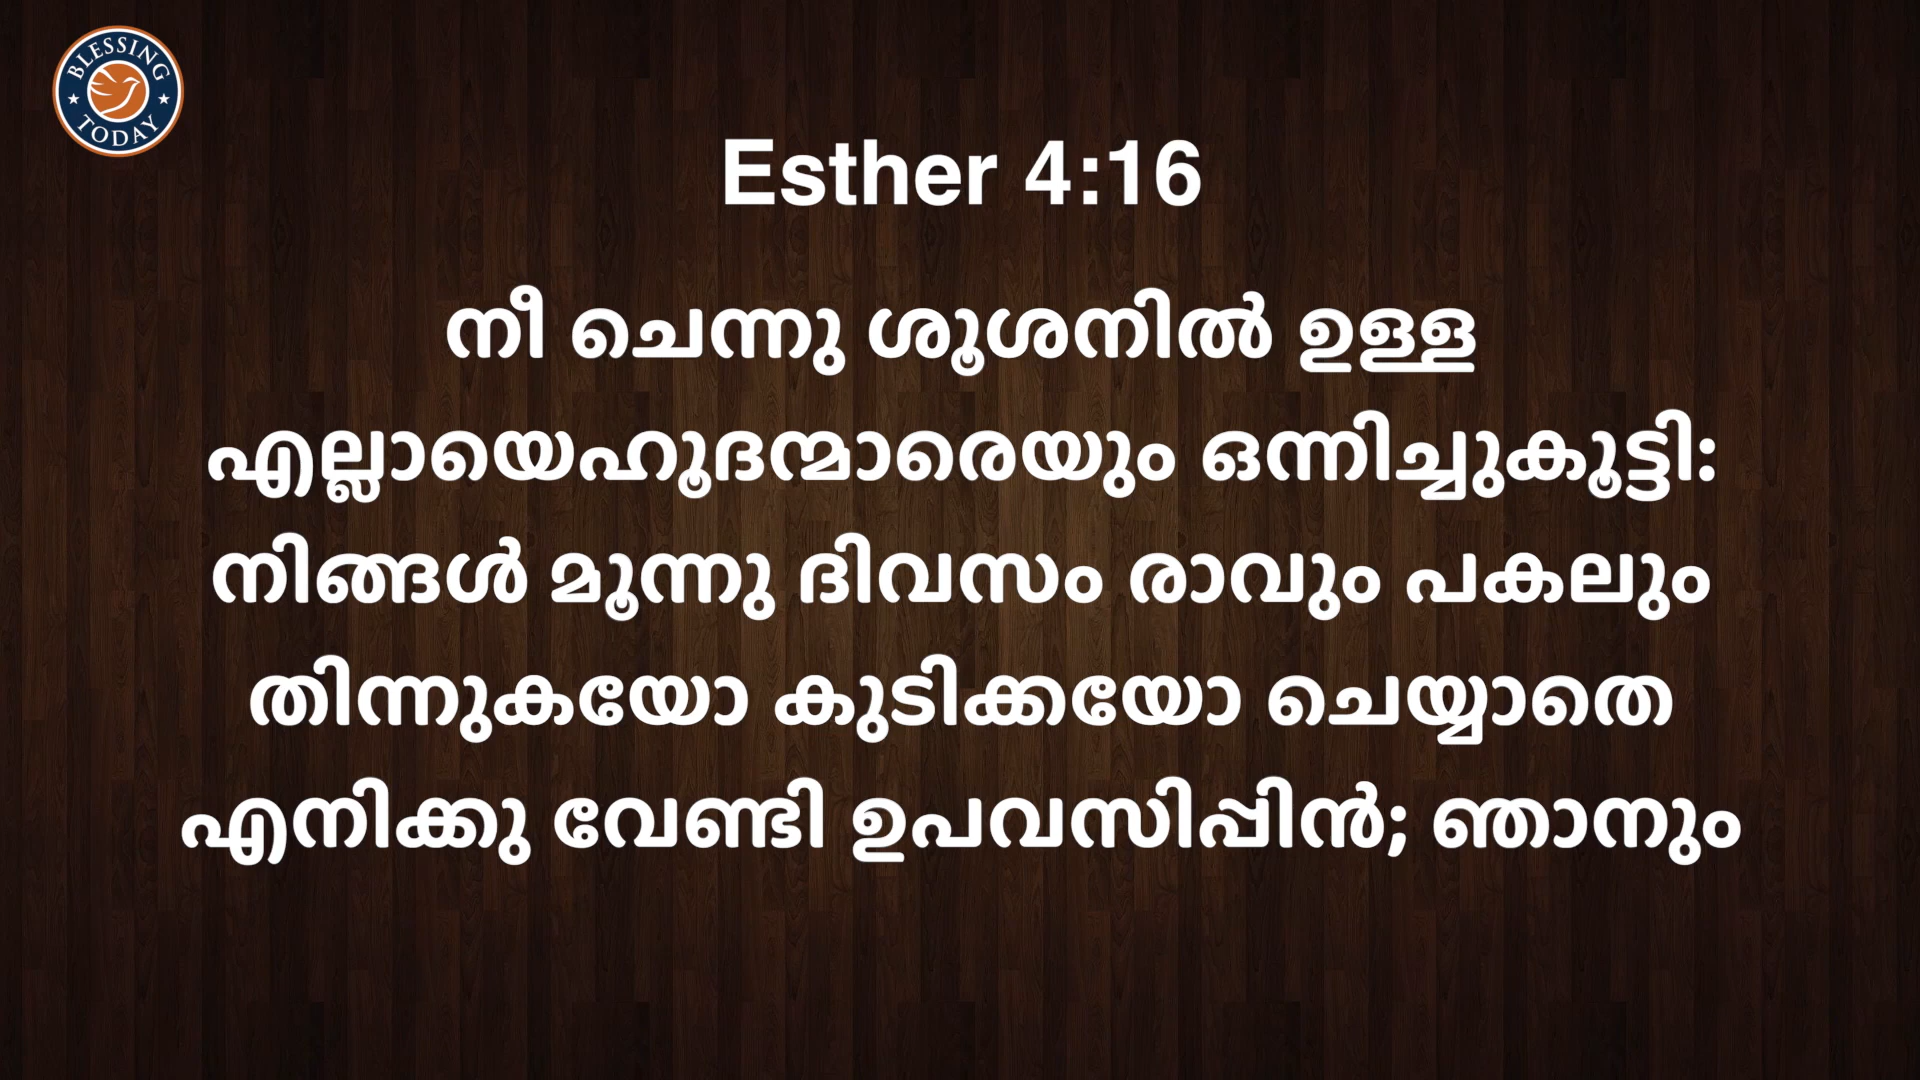 BLESSING TODAY
Esther 4:16
നീ ചെന്നു ശൂശനിൽ ഉള്ള
എല്ലായെഹൂദന്മാരെയും ഒന്നിച്ചുകൂട്ടി:
നിങ്ങൾ മൂന്നു ദിവസം രാവും പകലും
തിന്നുകയോ കുടിക്കയോ ചെയ്യാതെ
എനിക്കു വേണ്ടി ഉപവസിപ്പിൻ; ഞാനും